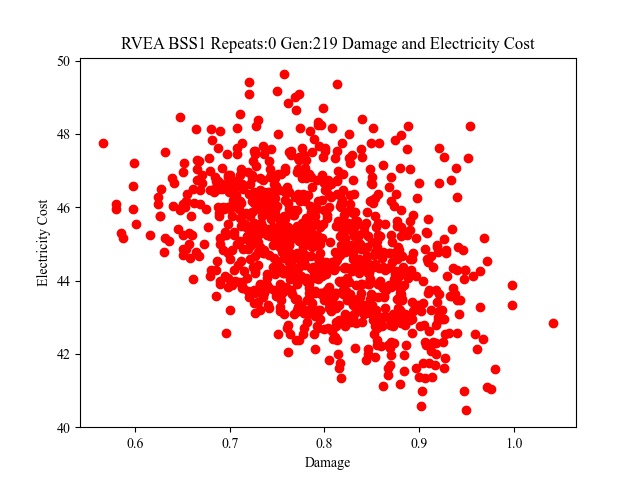 RVEA BSS1 Repeats:0 Gen:219 Damage and Electricity Cost
50
48
46
44
42
40
Electricity Cost
0.6 0.7 0.8 0.9 1.0
Damage